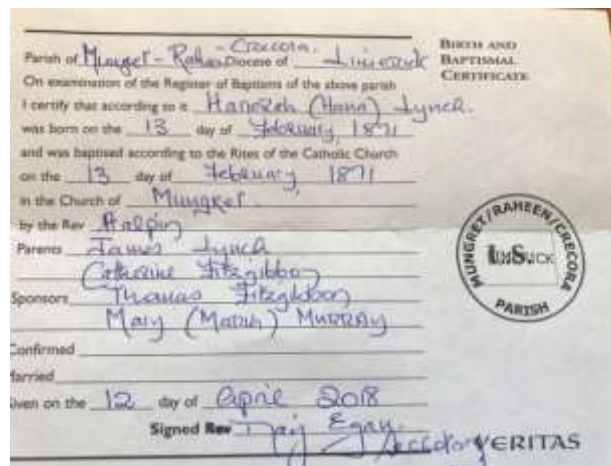 - Crecora.
Parish of Mungret - Raheen Diocese of Limerick
BIRTH AND
BAPTISMAL
CERTIFICATE
On examination of the Register of Baptisms of the above parish
I certify that according to it Hanorah (Hana) Lynch.
was born on the 13 day of February, 1871
and was baptised according to the Rites of the Catholic Church
on the 13 day of February 1871
in the Church of Mungret.
by the Rev Halpin
Parents James Lynch
Catherine Fitzgibbon
Sponsors Thomas Fitzgibbon
Mary (Mariah) MURRAY
Confirmed
Married
Given on the 12 day of April 2018
Signed Rev Egan.
Secretary
VERITAS
MUNGRET/RAHEEN/CRECORA
PARISH